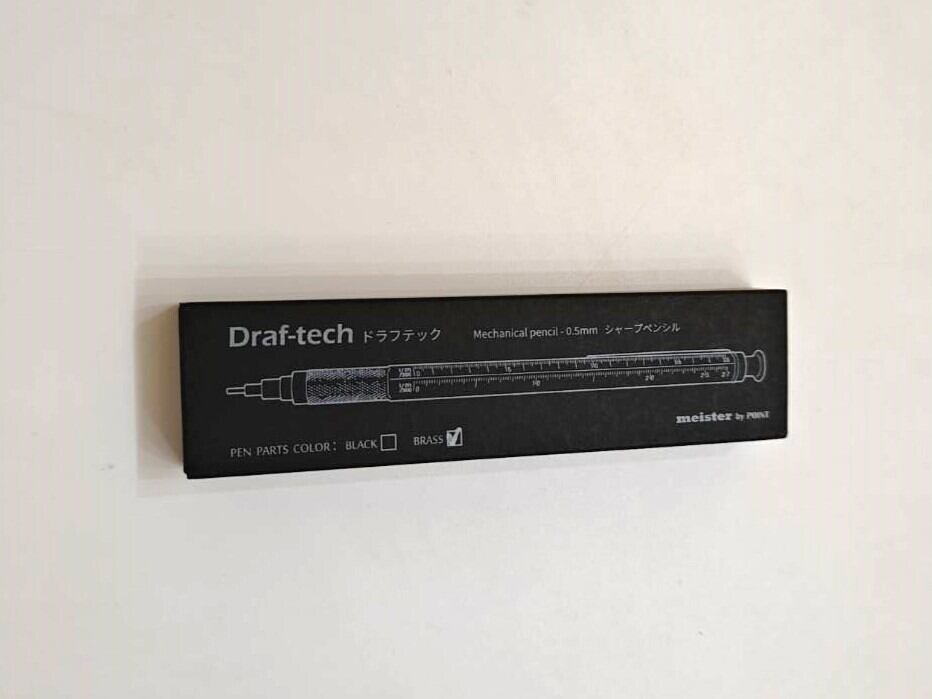 Draf-tech ドラフテック
Mechanical pencil - 0.5mm シャープペンシル
meister by POINT
PEN PARTS COLOR: BLACK BRASS